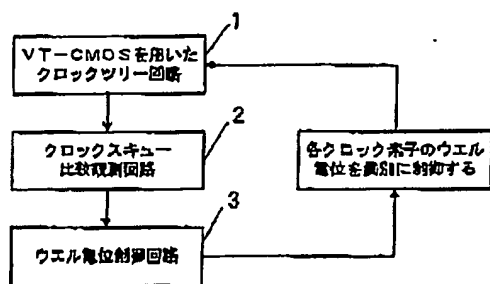 1
VT-CMOSを用いた
クロックツリー回路
2
クロックスキュー
比較観測回路
3
ウエル電位制御回路
各クロック素子のウエル
電位を個別に制御する